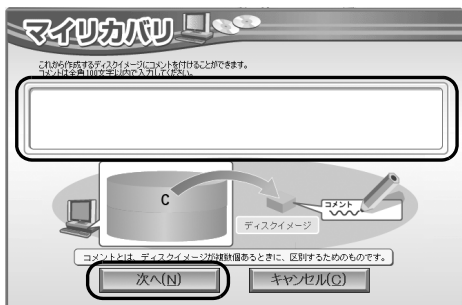 マイリカバリ
これから作成するディスクイメージにコメントを付けることができます。
コメントは全角100文字以内で入力してください。
C
コメント
ディスクイメージ
コメントとは、ディスクイメージが複数個あるときに、区別するためのものです。
次へ(N)
キャンセル(C)